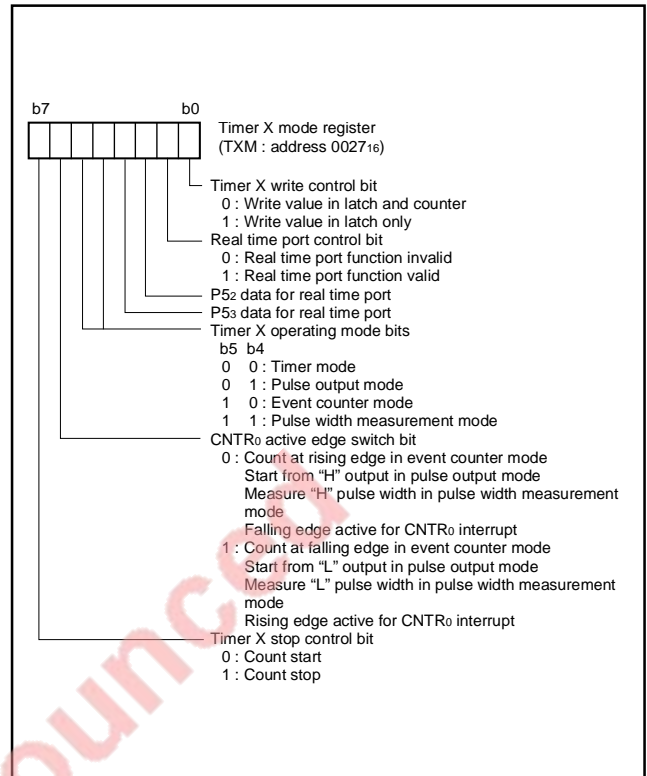 b7 b0
Timer X mode register
(TXM : address 0027₁₆)
Timer X write control bit
0 : Write value in latch and counter
1 : Write value in latch only
Real time port control bit
0 : Real time port function invalid
1 : Real time port function valid
P5₂ data for real time port
P5₃ data for real time port
Timer X operating mode bits
b5 b4
0 0 : Timer mode
0 1 : Pulse output mode
1 0 : Event counter mode
1 1 : Pulse width measurement mode
CNTR₀ active edge switch bit
0 : Count at rising edge in event counter mode
Start from “H” output in pulse output mode
Measure “H” pulse width in pulse width measurement
mode
Falling edge active for CNTR₀ interrupt
1 : Count at falling edge in event counter mode
Start from “L” output in pulse output mode
Measure “L” pulse width in pulse width measurement
mode
Rising edge active for CNTR₀ interrupt
Timer X stop control bit
0 : Count start
1 : Count stop